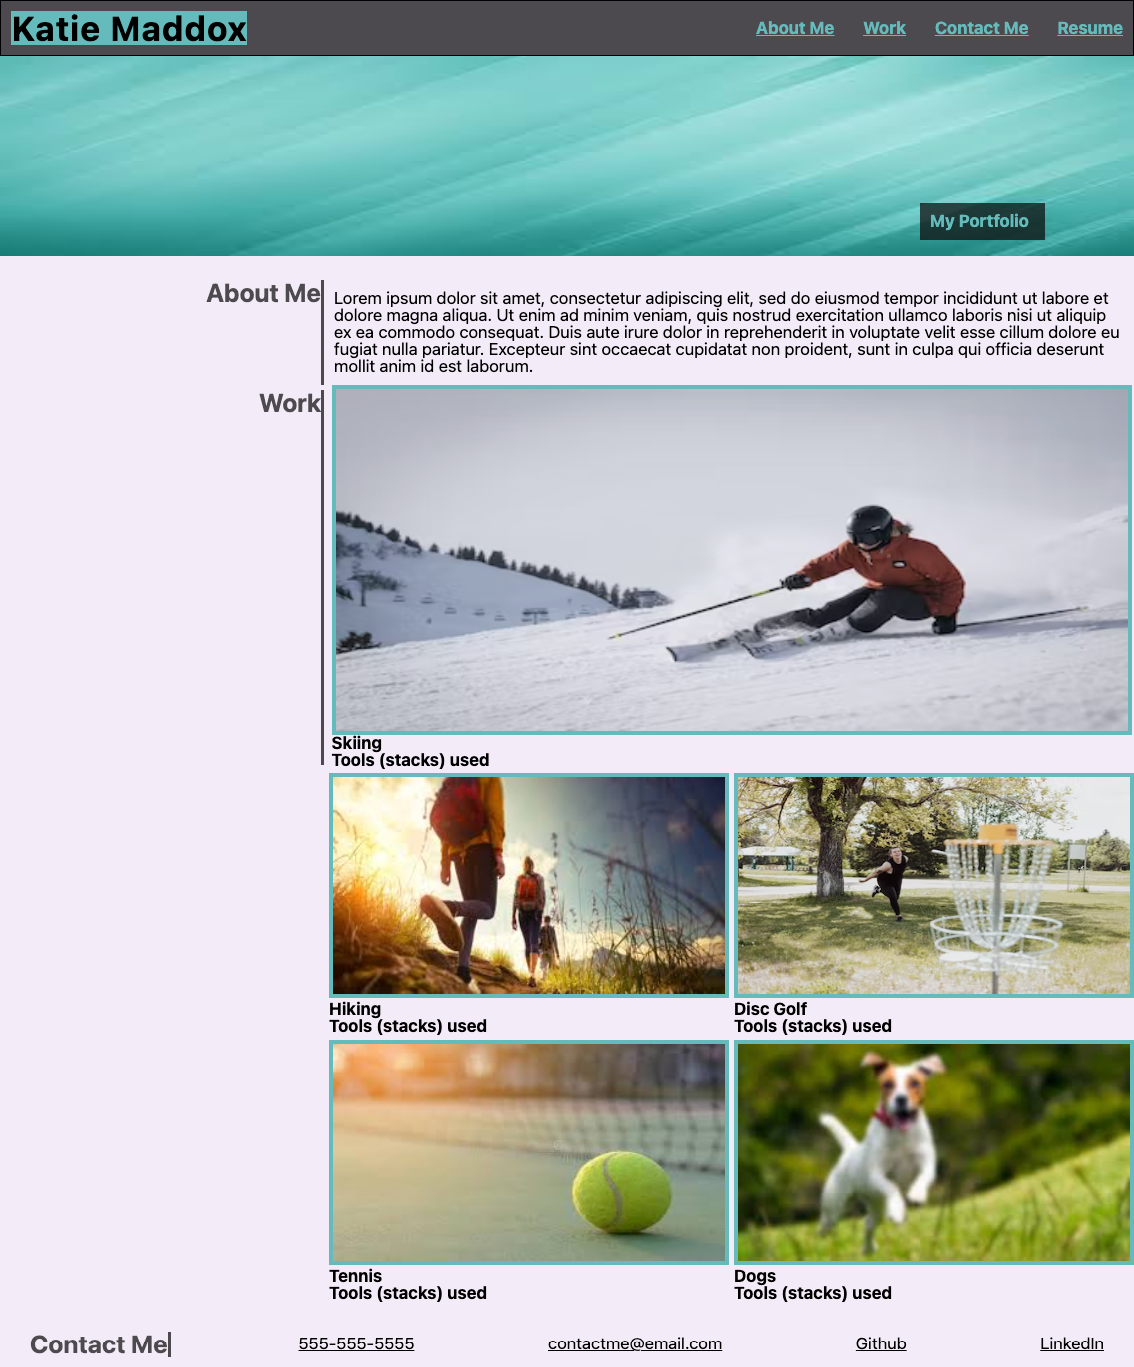 Katie Maddox
About Me Work Contact Me Resume
My Portfolio
About Me
Lorem ipsum dolor sit amet, consectetur adipiscing elit, sed do eiusmod tempor incididunt ut labore et
dolore magna aliqua. Ut enim ad minim veniam, quis nostrud exercitation ullamco laboris nisi ut aliquip
ex ea commodo consequat. Duis aute irure dolor in reprehenderit in voluptate velit esse cillum dolore eu
fugiat nulla pariatur. Excepteur sint occaecat cupidatat non proident, sunt in culpa qui officia deserunt
mollit anim id est laborum.
Work
Skiing
Tools (stacks) used
Hiking
Tools (stacks) used
Disc Golf
Tools (stacks) used
Tennis
Tools (stacks) used
Dogs
Tools (stacks) used
Contact Me
555-555-5555
contactme@email.com
Github
LinkedIn